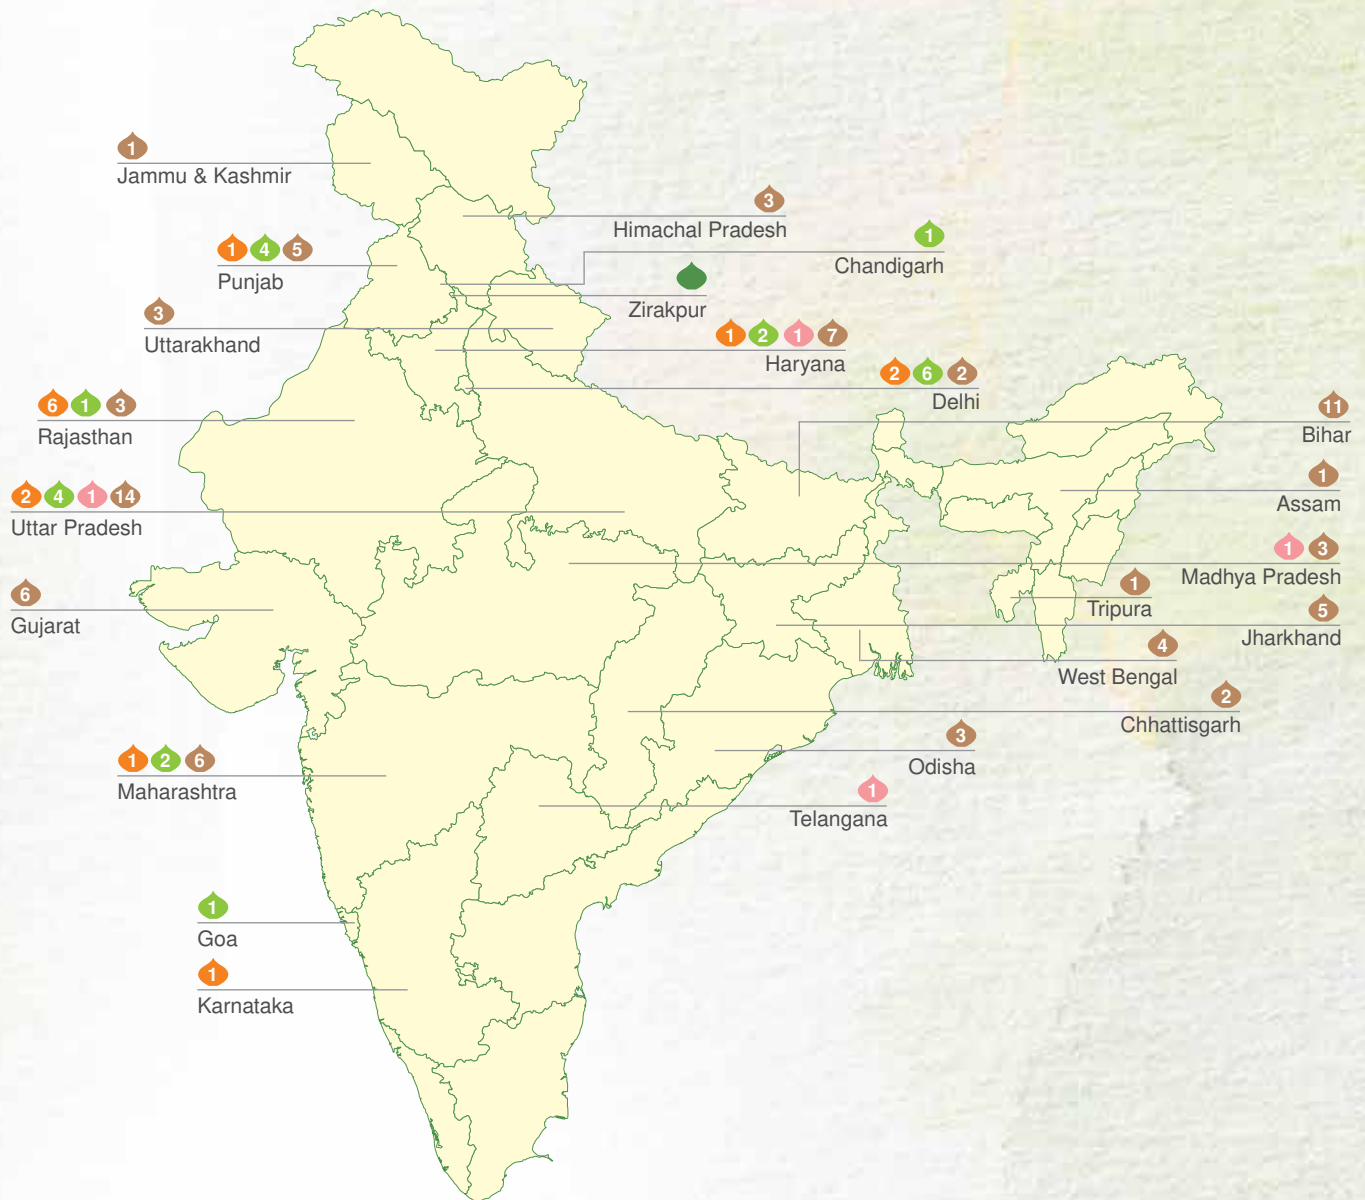 1
Jammu & Kashmir
3
Himachal Pradesh
1
Chandigarh
1 4 5
Punjab
Zirakpur
3
Uttarakhand
1 2 1 7
Haryana
2 6 2
Delhi
6 1 3
Rajasthan
11
Bihar
1
Assam
2 4 1 14
Uttar Pradesh
1 3
Madhya Pradesh
1
Tripura
6
Gujarat
5
Jharkhand
4
West Bengal
2
Chhattisgarh
3
Odisha
1 2 6
Maharashtra
1
Telangana
1
Goa
1
Karnataka